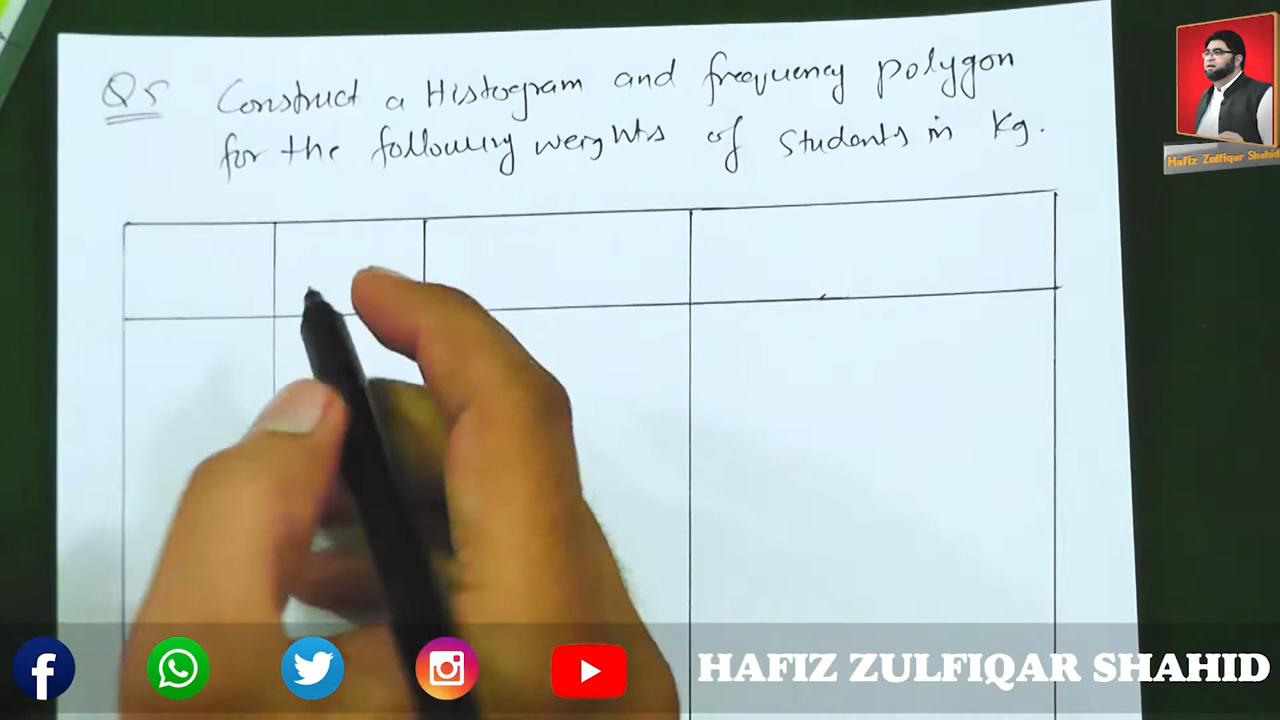 Q5 Construct a Histogram and frequency polygon
for the following weights of students in Kg.
Hafiz Zulfiqar Shahid
HAFIZ ZULFIQAR SHAHID